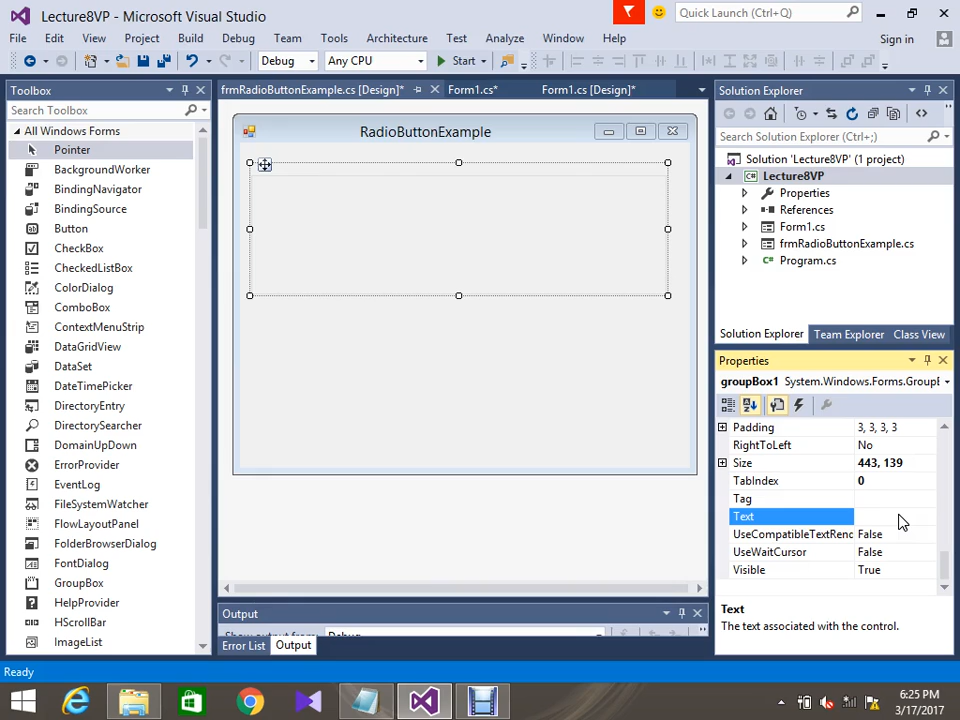 Lecture8VP - Microsoft Visual Studio
Quick Launch (Ctrl+;)
File Edit View Project Build Debug Team Tools Architecture Test Analyze Window Help
Sign in
Debug Any CPU Start
Toolbox
Search Toolbox
All Windows Forms
Pointer
BackgroundWorker
BindingNavigator
BindingSource
Button
CheckBox
CheckedListBox
ColorDialog
ComboBox
ContextMenuStrip
DataGridView
DataSet
DateTimePicker
DirectoryEntry
DirectorySearcher
DomainUpDown
ErrorProvider
EventLog
FileSystemWatcher
FlowLayoutPanel
FolderBrowserDialog
FontDialog
GroupBox
HelpProvider
HScrollBar
ImageList
frmRadioButtonExample.cs [Design]* Form1.cs* Form1.cs [Design]*
RadioButtonExample
Output
Error List Output
Solution Explorer
Search Solution Explorer (Ctrl+;)
Solution 'Lecture8VP' (1 project)
Lecture8VP
Properties
References
Form1.cs
frmRadioButtonExample.cs
Program.cs
Solution Explorer Team Explorer Class View
Properties
groupBox1 System.Windows.Forms.GroupE
Padding 3, 3, 3, 3
RightToLeft No
Size 443, 139
TabIndex 0
Tag
Text
UseCompatibleTextRend False
UseWaitCursor False
Visible True
Text
The text associated with the control.
Ready
6:25 PM
3/17/2017